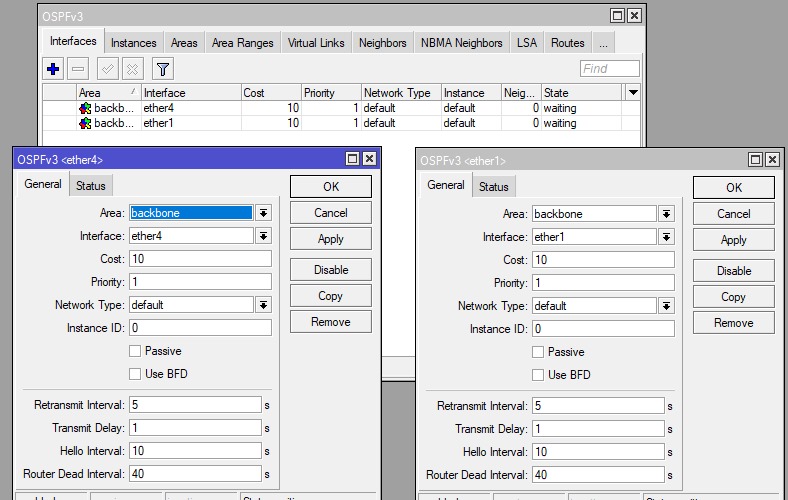 OSPFv3
Interfaces Instances Areas Area Ranges Virtual Links Neighbors NBMA Neighbors LSA Routes ...
Find
Area Interface Cost Priority Network Type Instance Neig... State
backb... ether4 10 1 default default 0 waiting
backb... ether1 10 1 default default 0 waiting
OSPFv3 <ether4>
General Status
Area: backbone
Interface: ether4
Cost: 10
Priority: 1
Network Type: default
Instance ID: 0
Passive
Use BFD
Retransmit Interval: 5 s
Transmit Delay: 1 s
Hello Interval: 10 s
Router Dead Interval: 40 s
OK
Cancel
Apply
Disable
Copy
Remove
OSPFv3 <ether1>
General Status
Area: backbone
Interface: ether1
Cost: 10
Priority: 1
Network Type: default
Instance ID: 0
Passive
Use BFD
Retransmit Interval: 5 s
Transmit Delay: 1 s
Hello Interval: 10 s
Router Dead Interval: 40 s
OK
Cancel
Apply
Disable
Copy
Remove